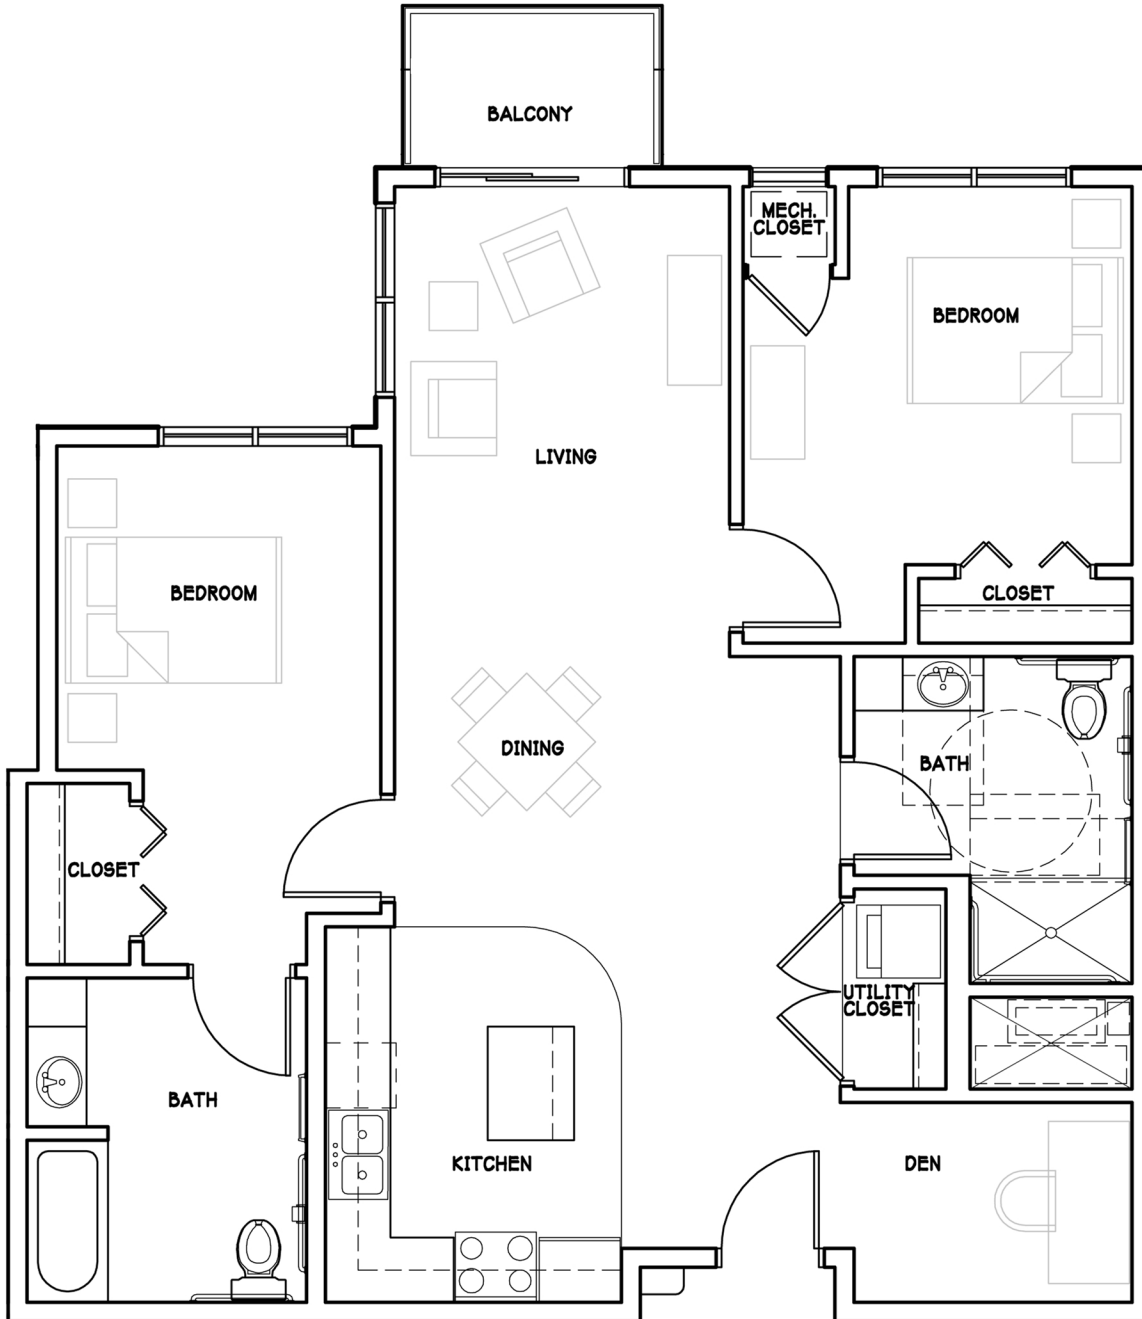 BALCONY
MECH.
CLOSET
BEDROOM
LIVING
BEDROOM
CLOSET
DINING
BATH
CLOSET
UTILITY
CLOSET
BATH
KITCHEN
DEN